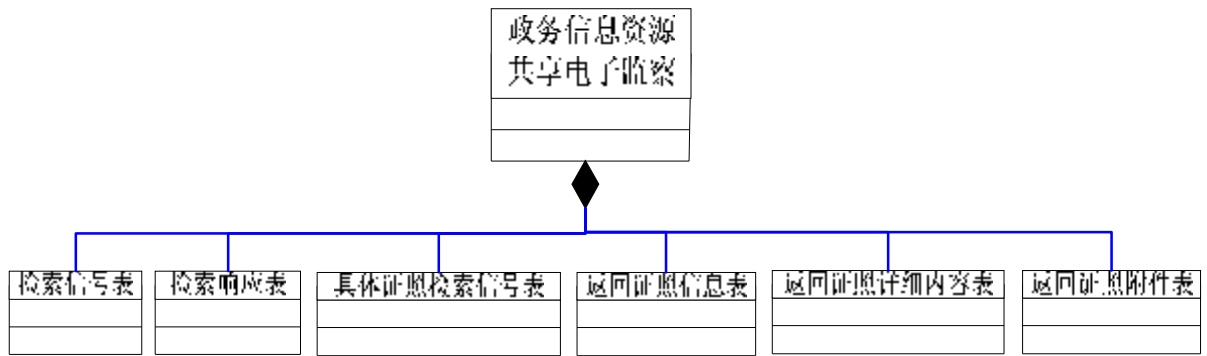 政务信息资源
共享电子监察
检索信号表
检索响应表
具体证照检索信号表
返回证照信息表
返回证照详细内容表
返回证照附件表